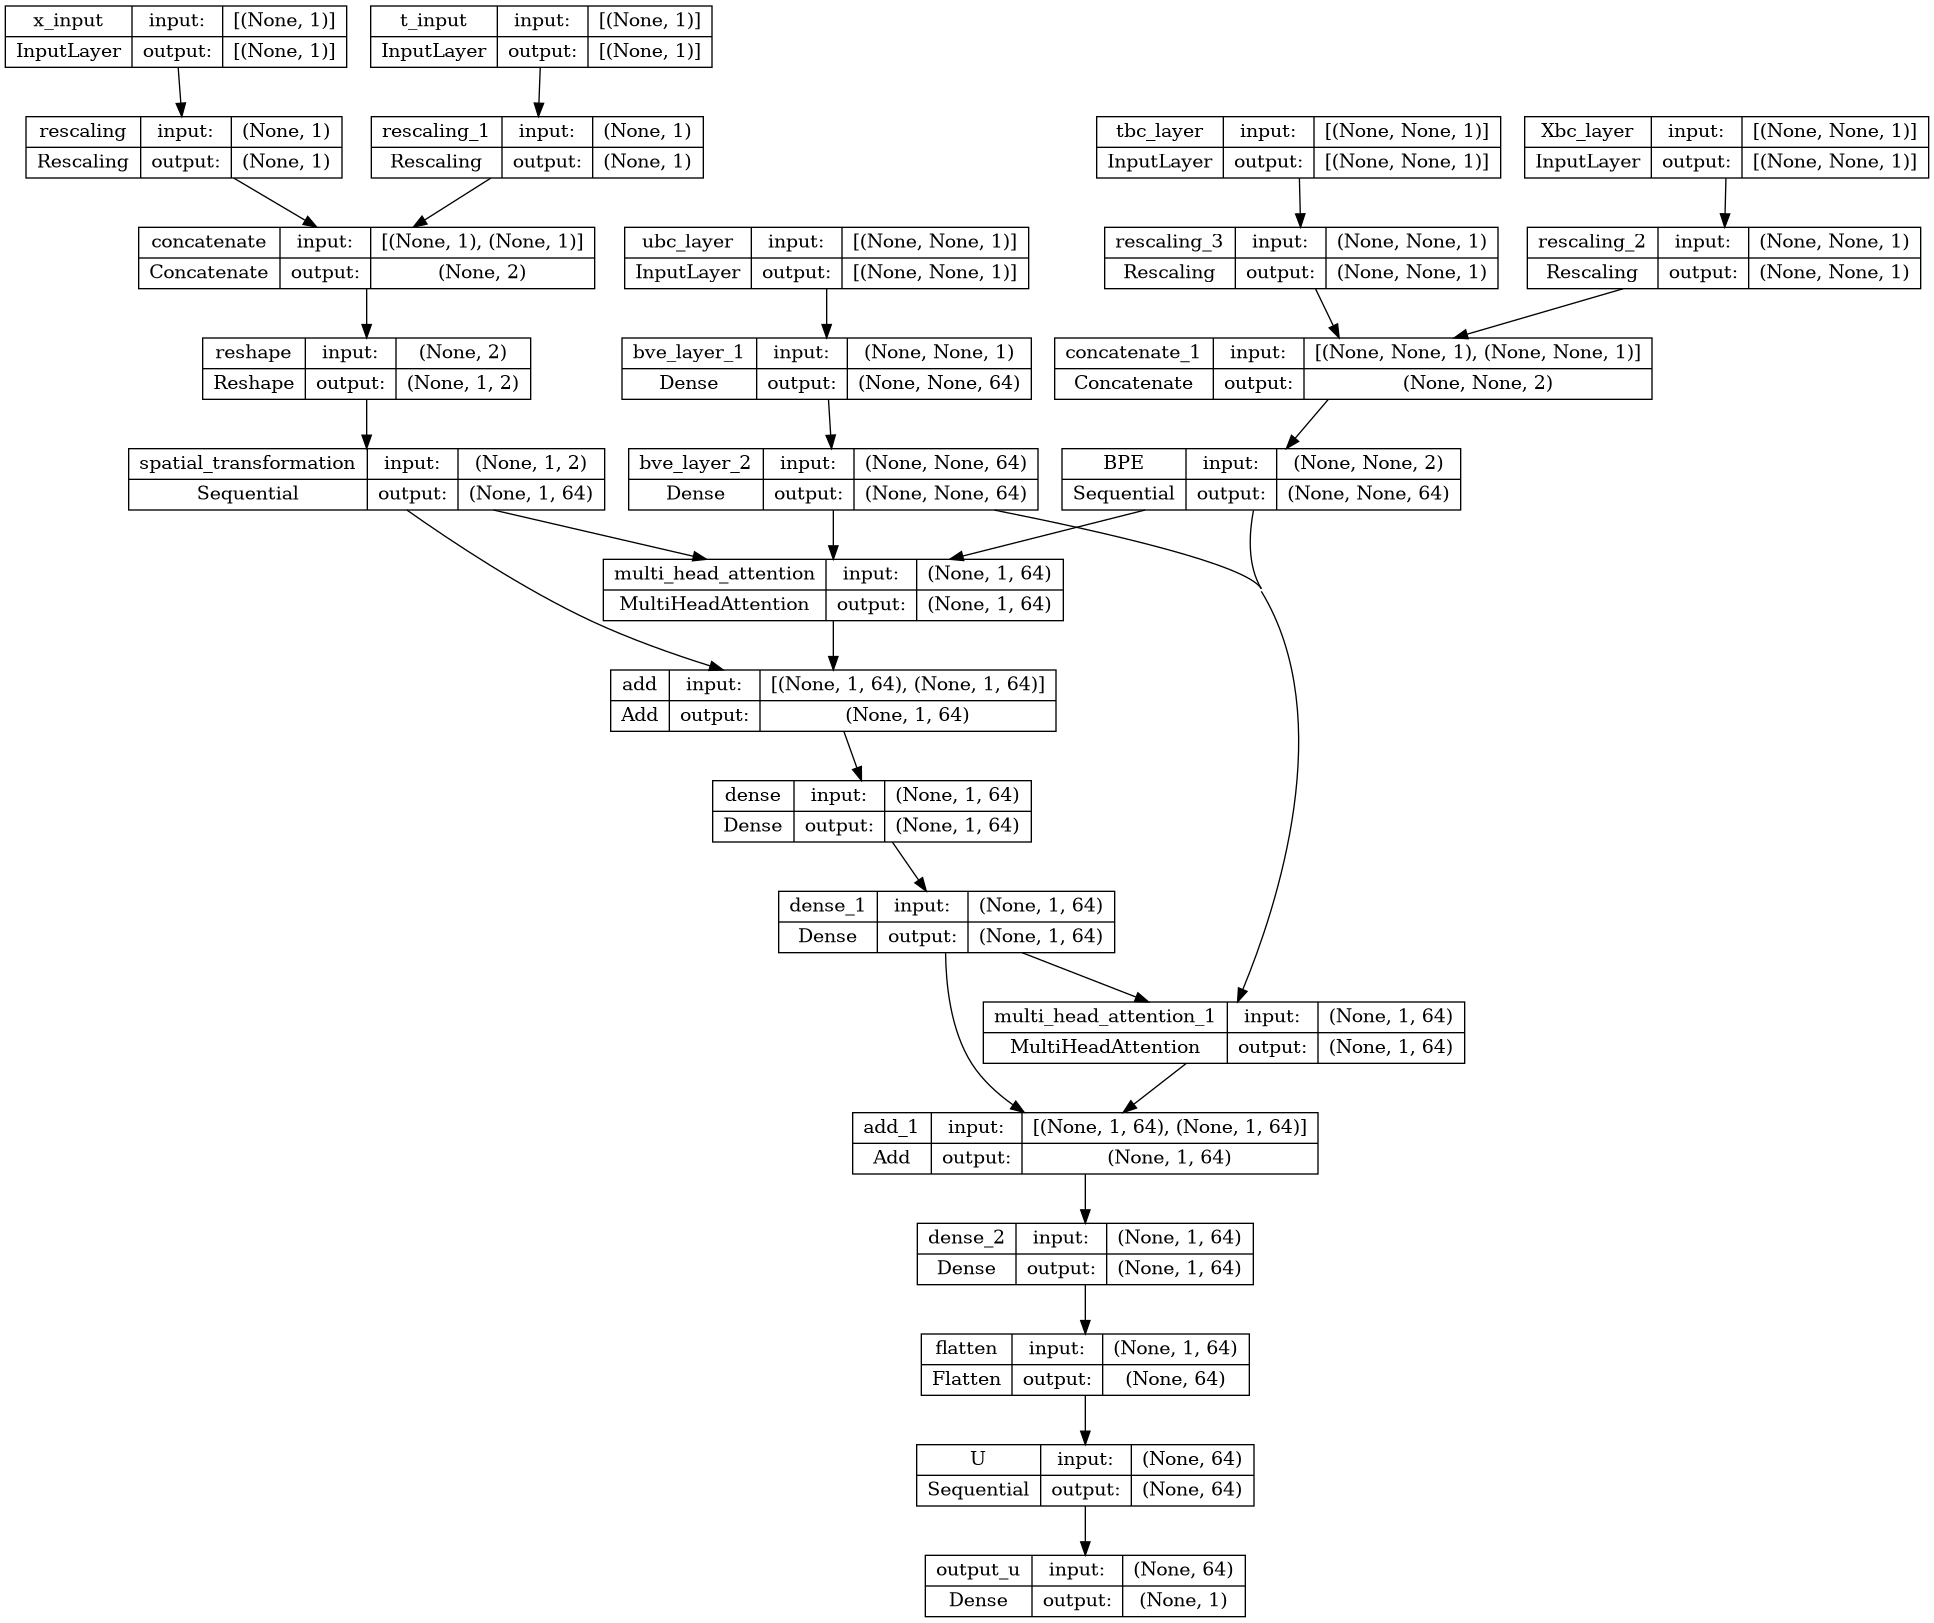 x_input input: [(None, 1)]
InputLayer output: [(None, 1)]
t_input input: [(None, 1)]
InputLayer output: [(None, 1)]
rescaling input: (None, 1)
Rescaling output: (None, 1)
rescaling_1 input: (None, 1)
Rescaling output: (None, 1)
tbc_layer input: [(None, None, 1)]
InputLayer output: [(None, None, 1)]
Xbc_layer input: [(None, None, 1)]
InputLayer output: [(None, None, 1)]
concatenate input: [(None, 1), (None, 1)]
Concatenate output: (None, 2)
ubc_layer input: [(None, None, 1)]
InputLayer output: [(None, None, 1)]
rescaling_3 input: (None, None, 1)
Rescaling output: (None, None, 1)
rescaling_2 input: (None, None, 1)
Rescaling output: (None, None, 1)
reshape input: (None, 2)
Reshape output: (None, 1, 2)
bve_layer_1 input: (None, None, 1)
Dense output: (None, None, 64)
concatenate_1 input: [(None, None, 1), (None, None, 1)]
Concatenate output: (None, None, 2)
spatial_transformation input: (None, 1, 2)
Sequential output: (None, 1, 64)
bve_layer_2 input: (None, None, 64)
Dense output: (None, None, 64)
BPE input: (None, None, 2)
Sequential output: (None, None, 64)
multi_head_attention input: (None, 1, 64)
MultiHeadAttention output: (None, 1, 64)
add input: [(None, 1, 64), (None, 1, 64)]
Add output: (None, 1, 64)
dense input: (None, 1, 64)
Dense output: (None, 1, 64)
dense_1 input: (None, 1, 64)
Dense output: (None, 1, 64)
multi_head_attention_1 input: (None, 1, 64)
MultiHeadAttention output: (None, 1, 64)
add_1 input: [(None, 1, 64), (None, 1, 64)]
Add output: (None, 1, 64)
dense_2 input: (None, 1, 64)
Dense output: (None, 1, 64)
flatten input: (None, 1, 64)
Flatten output: (None, 64)
U input: (None, 64)
Sequential output: (None, 64)
output_u input: (None, 64)
Dense output: (None, 1)